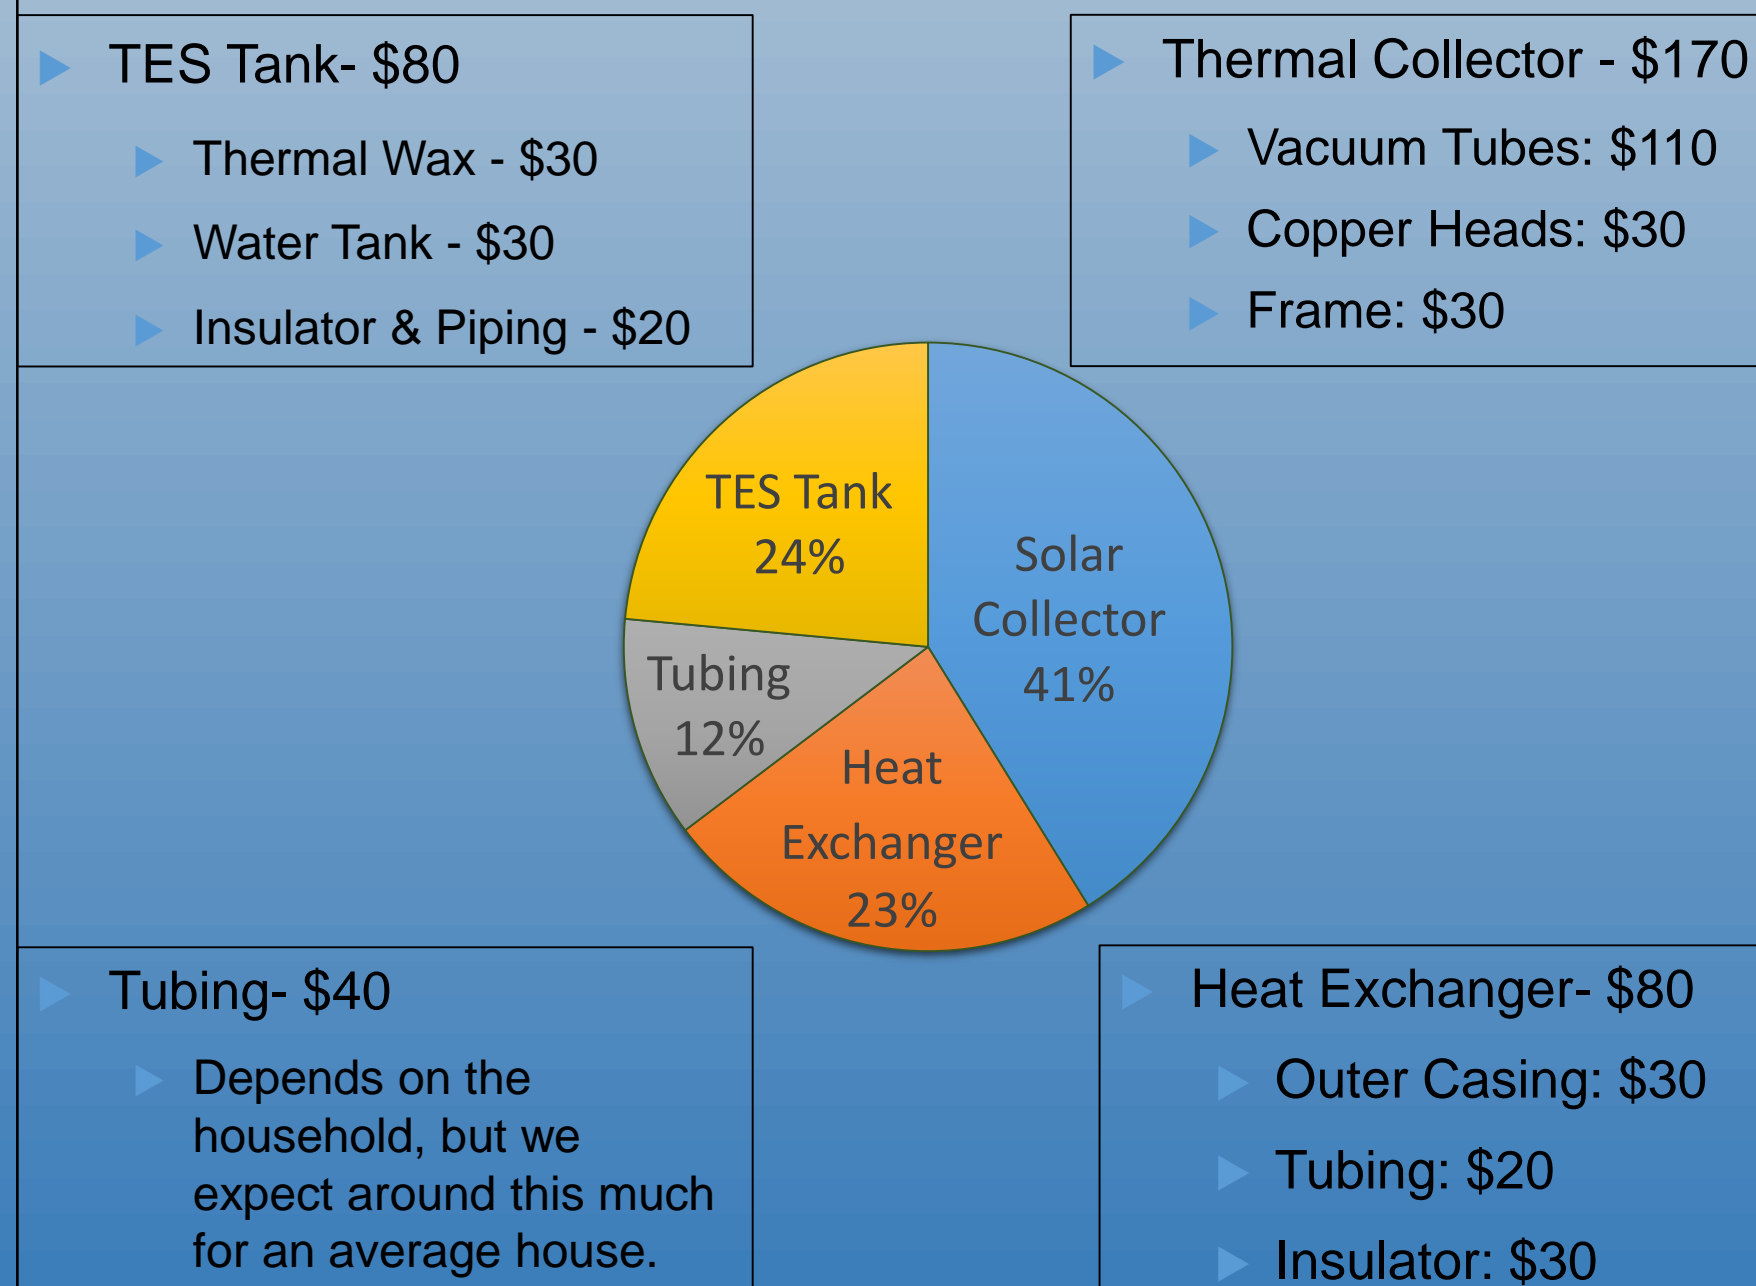 TES Tank- $80
Thermal Wax - $30
Water Tank - $30
Insulator & Piping - $20
Thermal Collector - $170
Vacuum Tubes: $110
Copper Heads: $30
Frame: $30
TES Tank
24%
Solar
Collector
41%
Tubing
12%
Heat
Exchanger
23%
Tubing- $40
Depends on the
household, but we
expect around this much
for an average house.
Heat Exchanger- $80
Outer Casing: $30
Tubing: $20
Insulator: $30